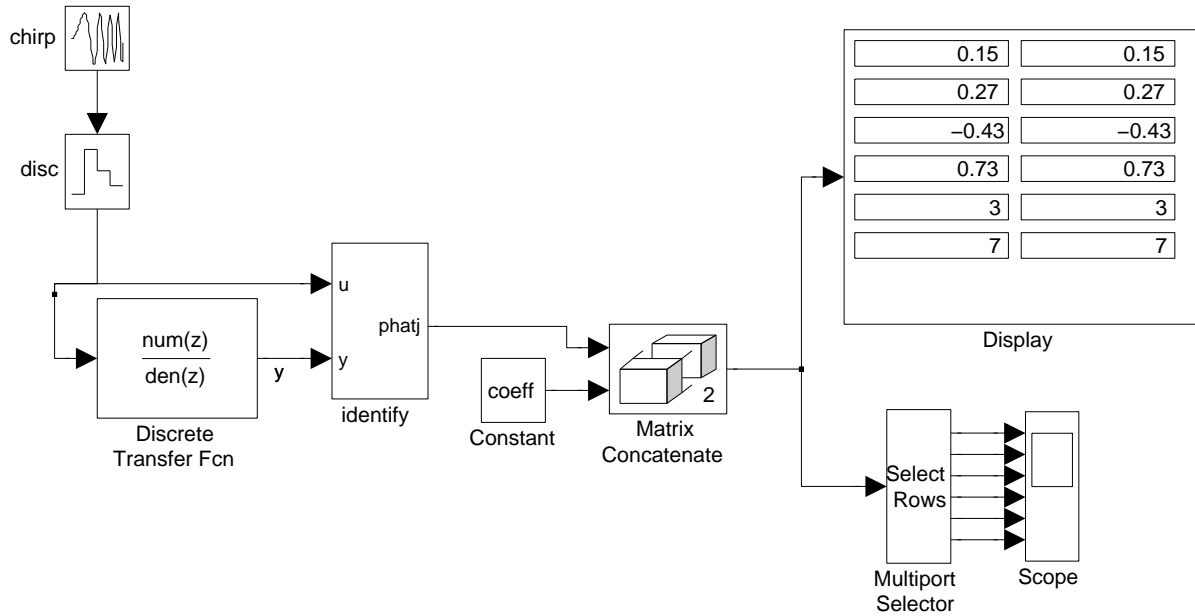 chirp
disc
num(z)
den(z)
y
Discrete
Transfer Fcn
u
y
phatj
identify
coeff
Constant
2
Matrix
Concatenate
0.15 0.15
0.27 0.27
−0.43 −0.43
0.73 0.73
3 3
7 7
Display
Select
Rows
Multiport
Selector
Scope